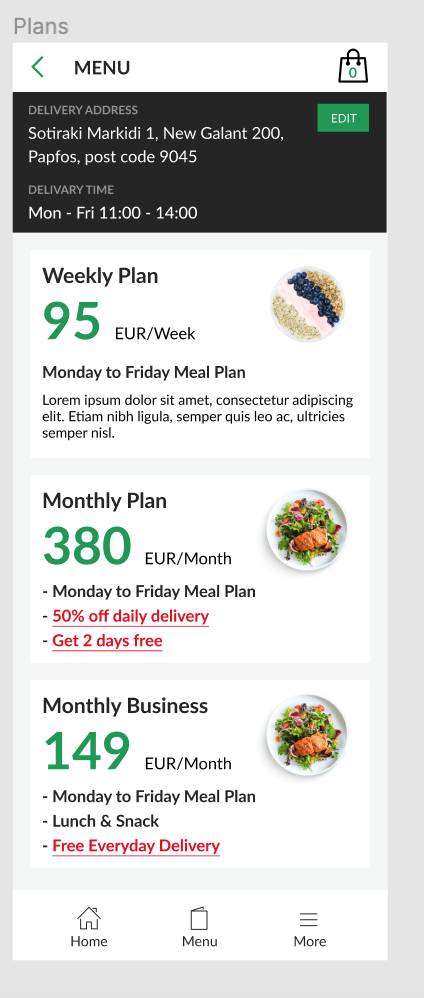 Plans
MENU
0
DELIVERY ADDRESS
Sotiraki Markidi 1, New Galant 200,
Papfos, post code 9045
EDIT
DELIVARY TIME
Mon - Fri 11:00 - 14:00
Weekly Plan
95 EUR/Week
Monday to Friday Meal Plan
Lorem ipsum dolor sit amet, consectetur adipiscing
elit. Etiam nibh ligula, semper quis leo ac, ultricies
semper nisl.
Monthly Plan
380 EUR/Month
- Monday to Friday Meal Plan
- 50% off daily delivery
- Get 2 days free
Monthly Business
149 EUR/Month
- Monday to Friday Meal Plan
- Lunch & Snack
- Free Everyday Delivery
Home Menu More